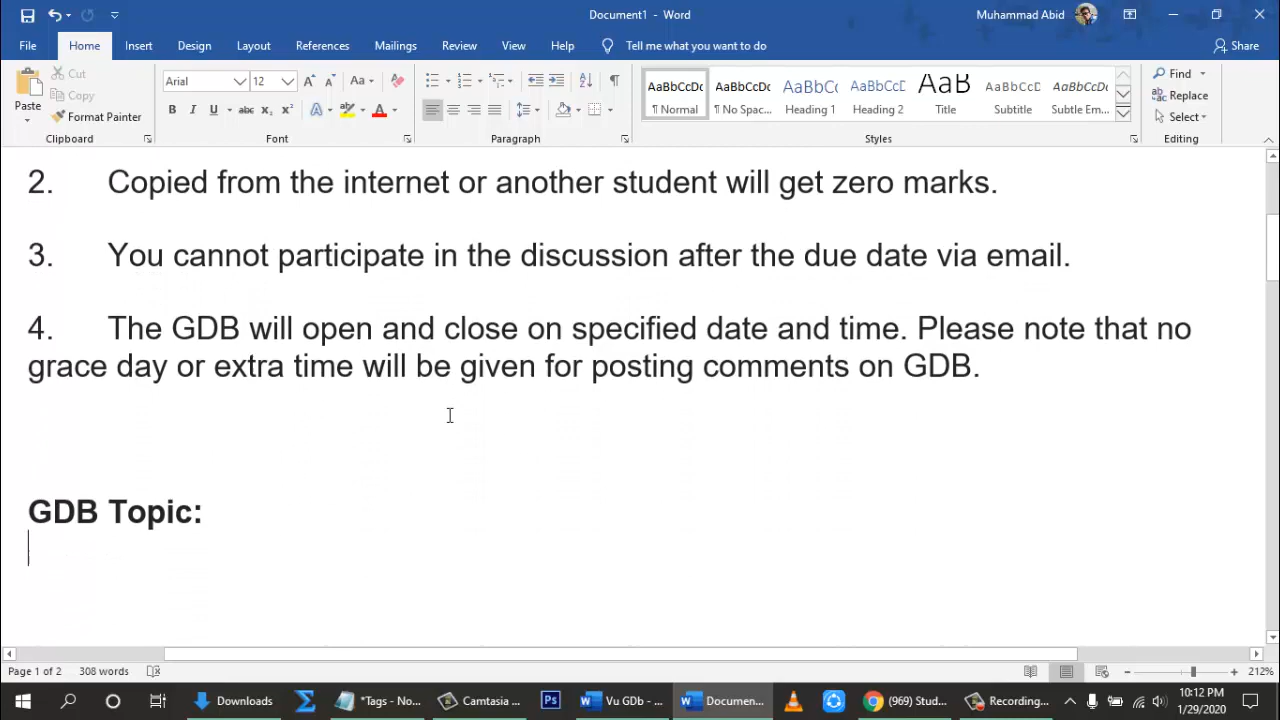 Document1 - Word
Muhammad Abid
File Home Insert Design Layout References Mailings Review View Help Tell me what you want to do Share
Paste
Cut
Copy
Format Painter
Clipboard
Arial 12
Font
Paragraph
AaBbCcDc ¶ Normal
AaBbCcDc ¶ No Spac...
AaBbCc Heading 1
AaBbCcD Heading 2
AaB Title
AaBbCcD Subtitle
AaBbCcDc Subtle Em...
Styles
Find
Replace
Select
Editing
2. Copied from the internet or another student will get zero marks.
3. You cannot participate in the discussion after the due date via email.
4. The GDB will open and close on specified date and time. Please note that no
grace day or extra time will be given for posting comments on GDB.
GDB Topic:
Page 1 of 2 308 words 212%
Downloads *Tags - No... Camtasia Vu GDb - ... Documen... (969) Stud... Recording...
10:12 PM
1/29/2020